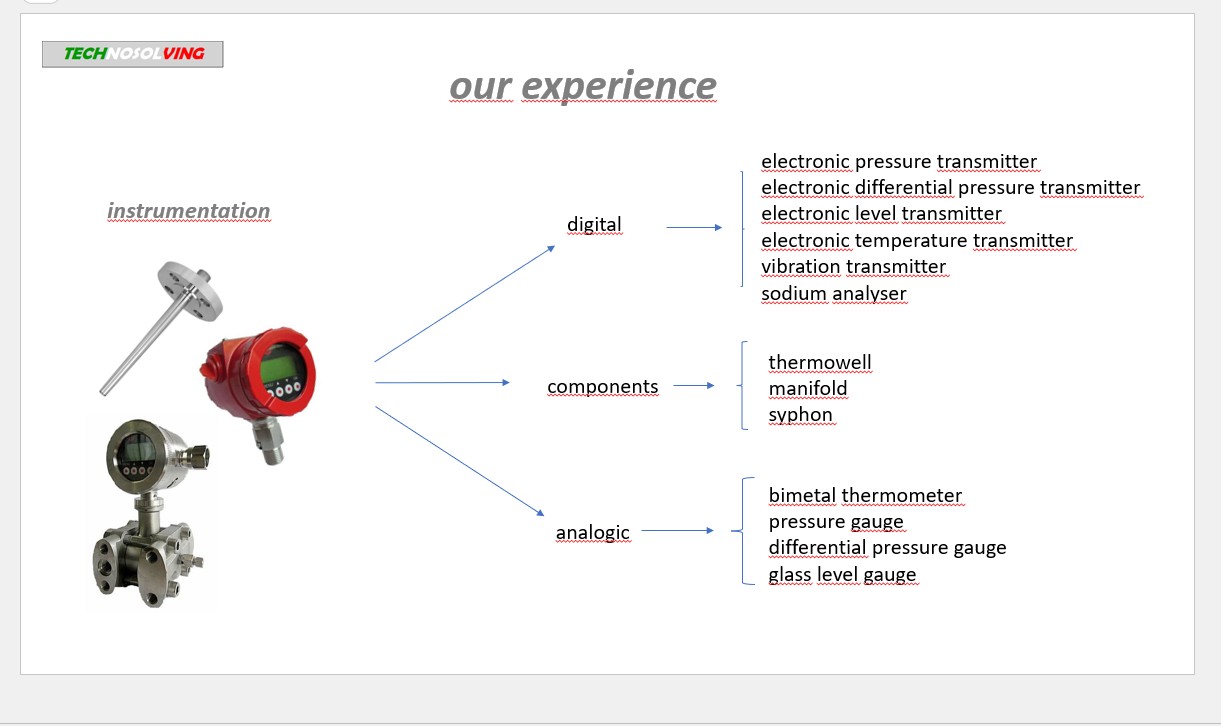 TECHNOSOLVING
our experience
instrumentation
digital
electronic pressure transmitter
electronic differential pressure transmitter
electronic level transmitter
electronic temperature transmitter
vibration transmitter
sodium analyser
components
thermowell
manifold
syphon
analogic
bimetal thermometer
pressure gauge
differential pressure gauge
glass level gauge